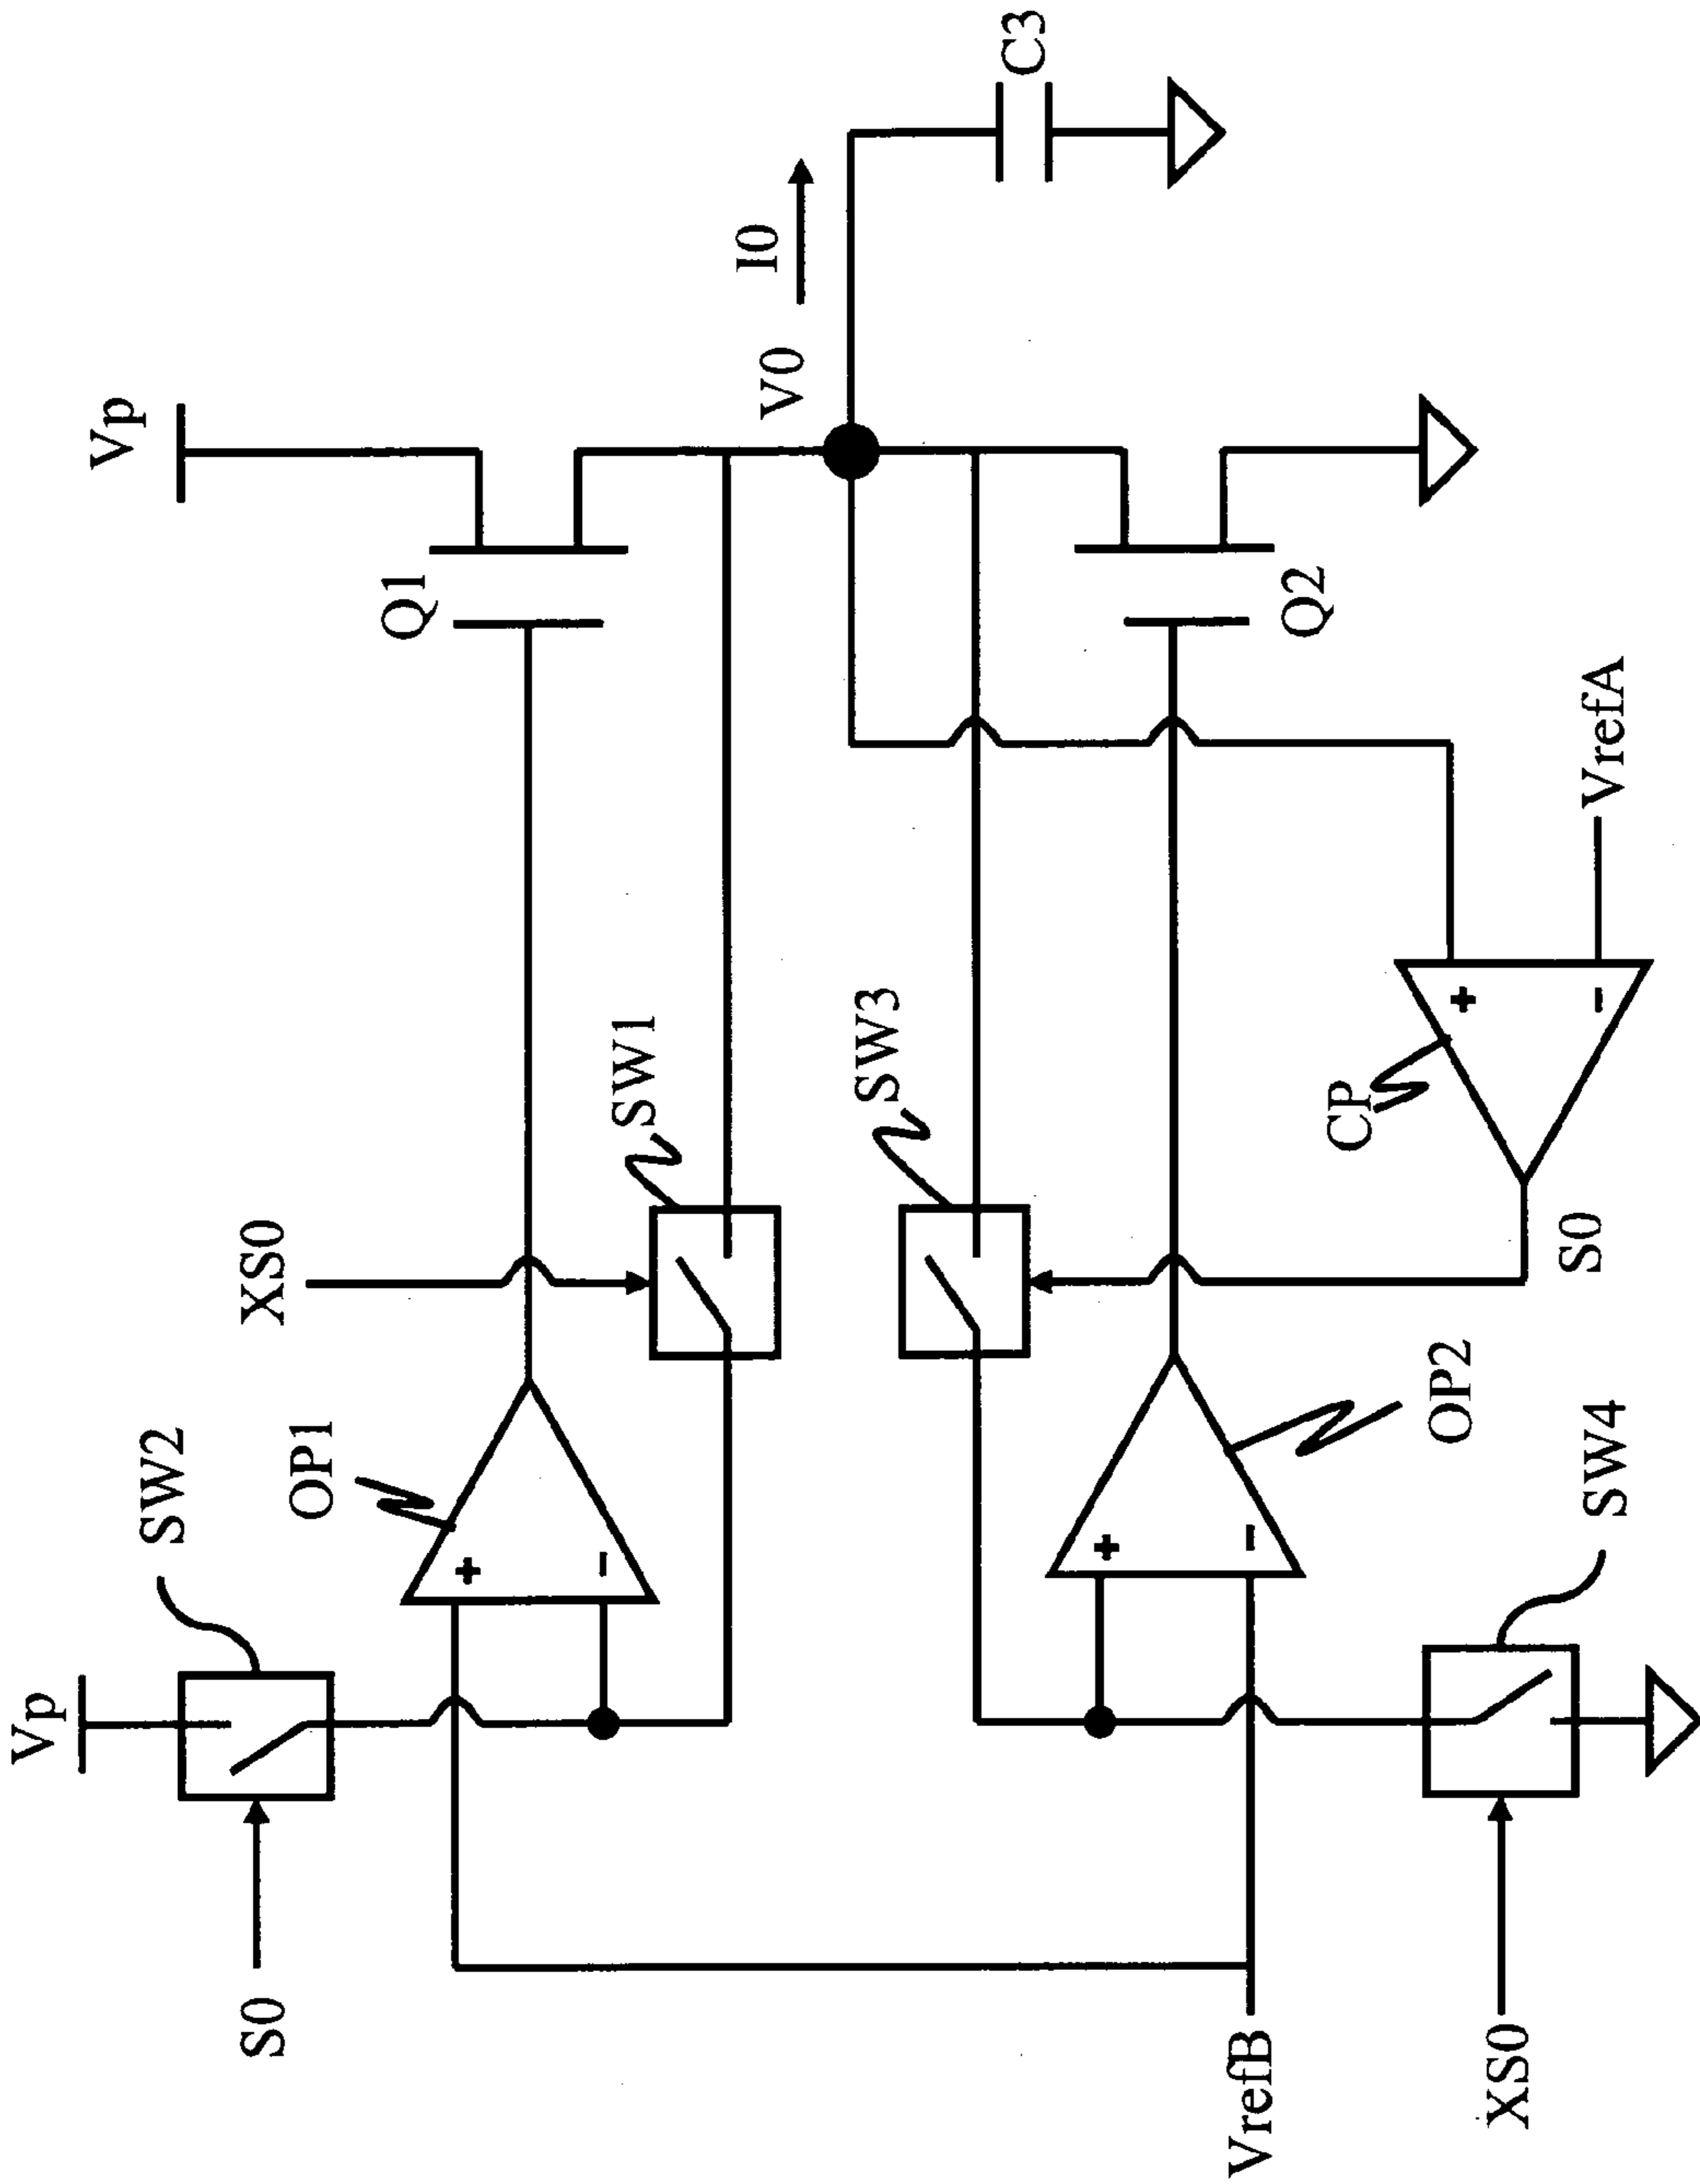 Vp
SW2
S0
OP1
+
-
XS0
SW1
Q1
Vp
V0
I0
C3
SW3
VrefB
+
-
OP2
SW4
XS0
Q2
CP
+
-
S0
VrefA